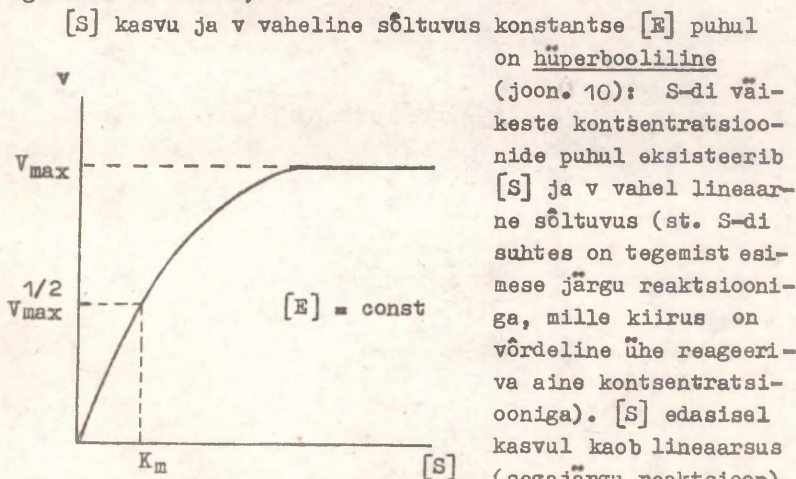 [S] kasvu ja v vaheline sõltuvus konstantse [E] puhul
on hüperbooliline
(joon. 10): S-di väi-
keste kontsentratsioo-
nide puhul eksisteerib
[S] ja v vahel lineaar-
ne sõltuvus (st. S-di
suhtes on tegemist esi-
mese järgu reaktsiooni-
ga, mille kiirus on
võrdeline ühe reageeri-
va aine kontsentratsi-
ooniga). [S] edasisel
kasvul kaob lineaarsus
(segajärgu reaktsioon)
v
Vmax
1/2
Vmax
[E] = const
Km
[S]